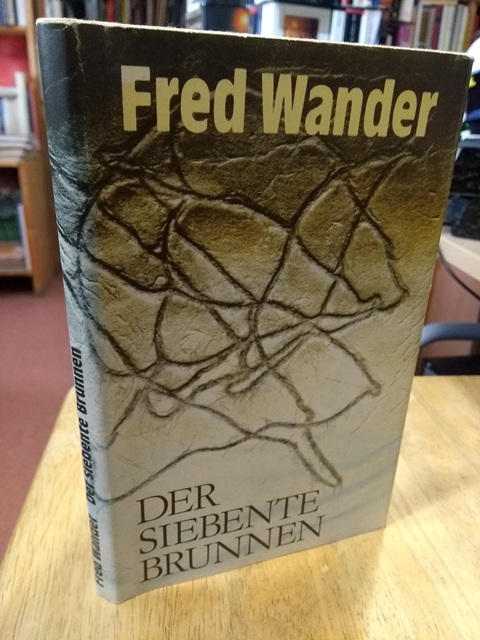 Fred Wander
DER
SIEBENTE
BRUNNEN
Fred Wander Der siebente Brunnen